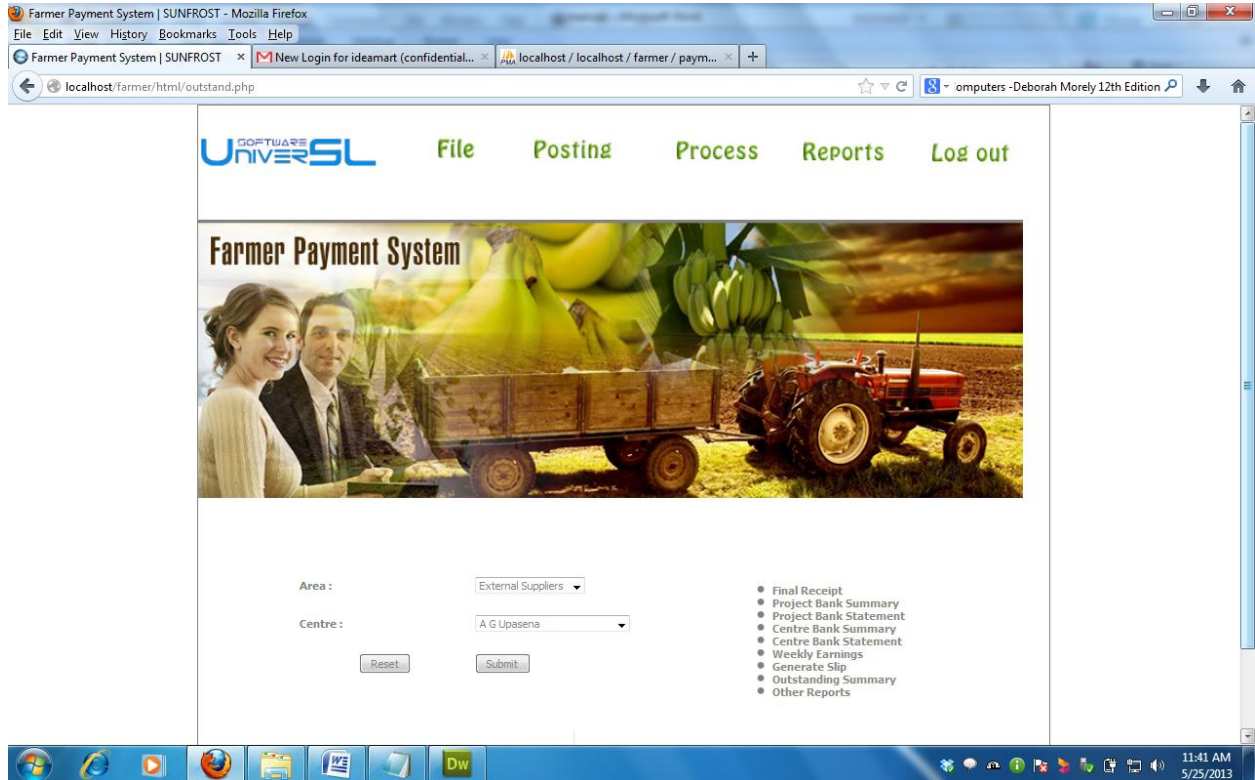 Farmer Payment System | SUNFROST - Mozilla Firefox
File Edit View History Bookmarks Tools Help
Farmer Payment System | SUNFROST × New Login for ideamart (confidential... × PMA localhost / localhost / farmer / paym... × +
localhost/farmer/html/outstand.php 8 omputers -Deborah Morely 12th Edition
SOFTWARE
UniverSL
File Posting Process Reports Log out
Farmer Payment System
Area : External Suppliers
Centre : A G Upasena
Reset Submit
Final Receipt
Project Bank Summary
Project Bank Statement
Centre Bank Summary
Centre Bank Statement
Weekly Earnings
Generate Slip
Outstanding Summary
Other Reports
W Dw
11:41 AM
5/25/2013